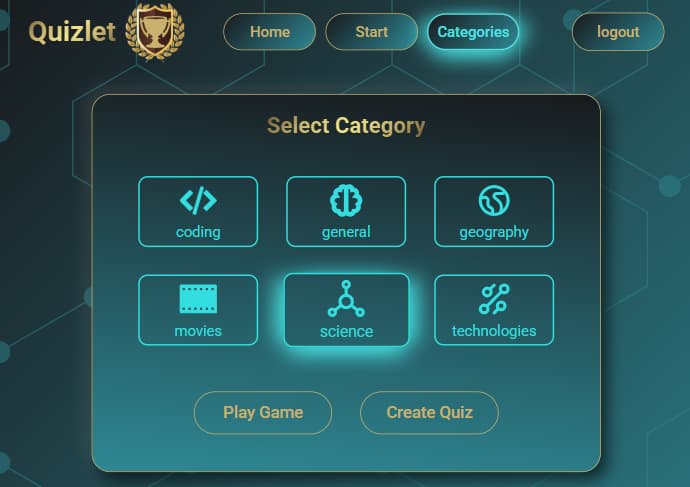 Quizlet Home Start Categories logout
Select Category
coding general geography
movies science technologies
Play Game Create Quiz